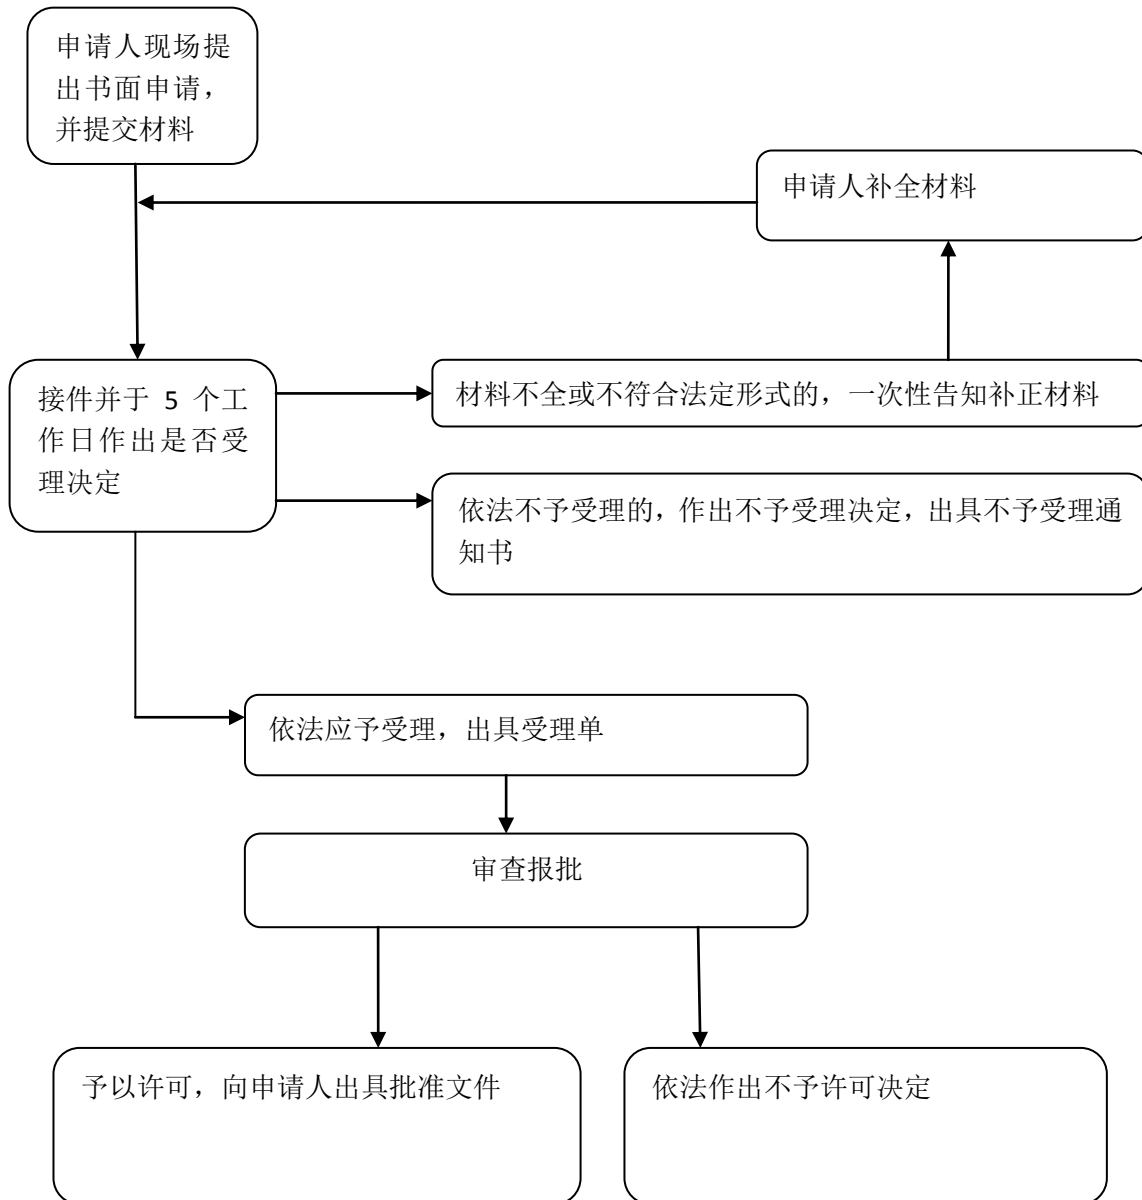 申请人现场提
出书面申请，
并提交材料
申请人补全材料
接件并于 5 个工
作日作出是否受
理决定
材料不全或不符合法定形式的，一次性告知补正材料
依法不予受理的，作出不予受理决定，出具不予受理通
知书
依法应予受理，出具受理单
审查报批
予以许可，向申请人出具批准文件
依法作出不予许可决定